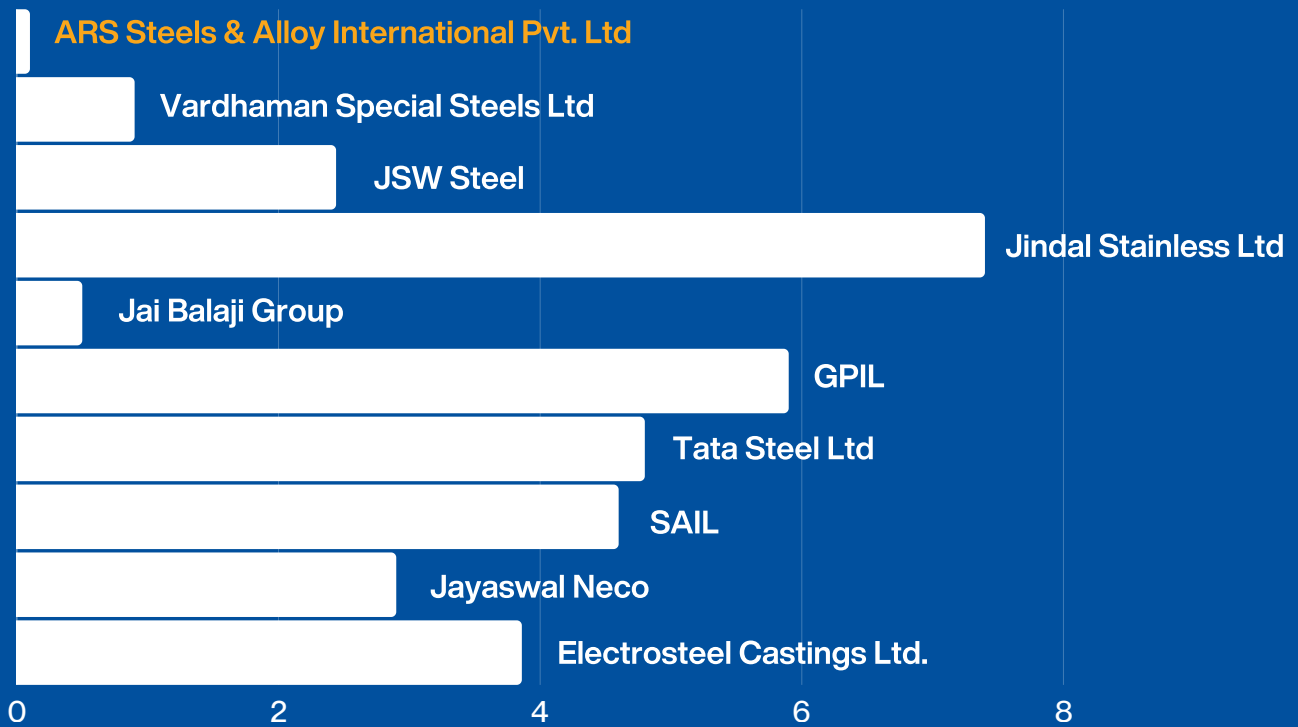 ARS Steels & Alloy International Pvt. Ltd
Vardhaman Special Steels Ltd
JSW Steel
Jindal Stainless Ltd
Jai Balaji Group
GPIL
Tata Steel Ltd
SAIL
Jayaswal Neco
Electrosteel Castings Ltd.
0 2 4 6 8